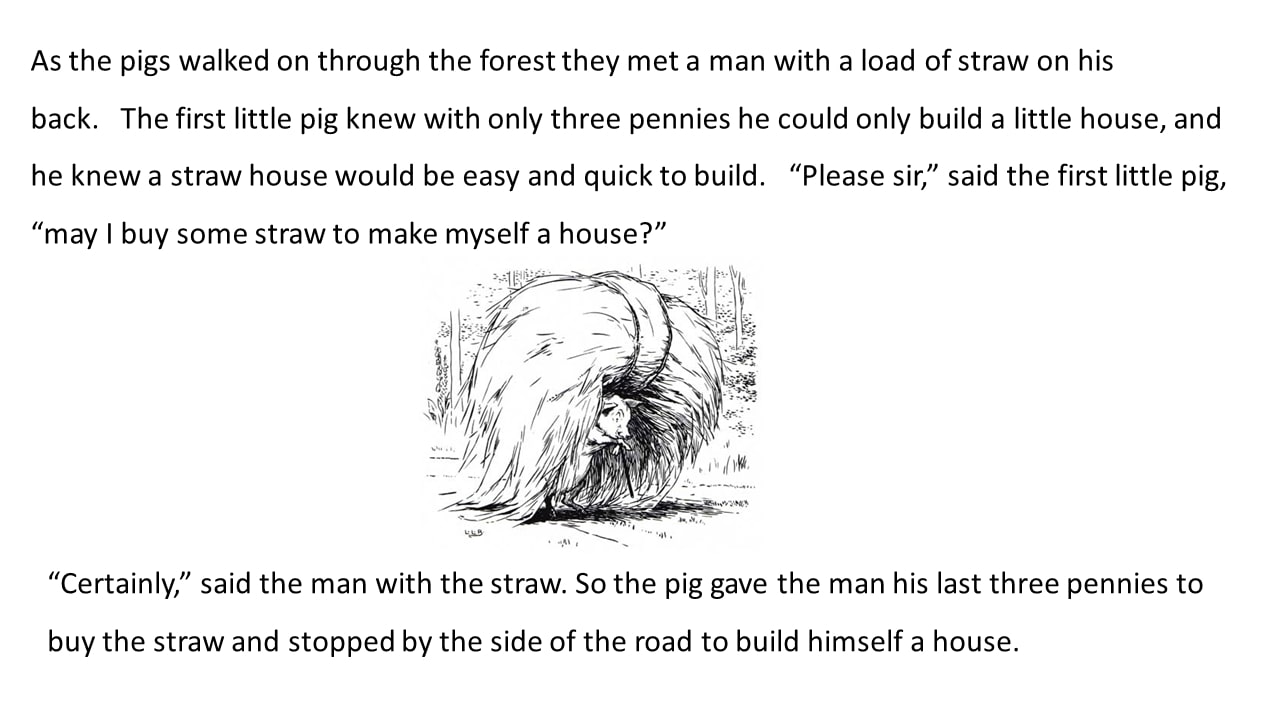 As the pigs walked on through the forest they met a man with a load of straw on his
back.   The first little pig knew with only three pennies he could only build a little house, and
he knew a straw house would be easy and quick to build.   “Please sir,” said the first little pig,
“may I buy some straw to make myself a house?”
“Certainly,” said the man with the straw. So the pig gave the man his last three pennies to
buy the straw and stopped by the side of the road to build himself a house.